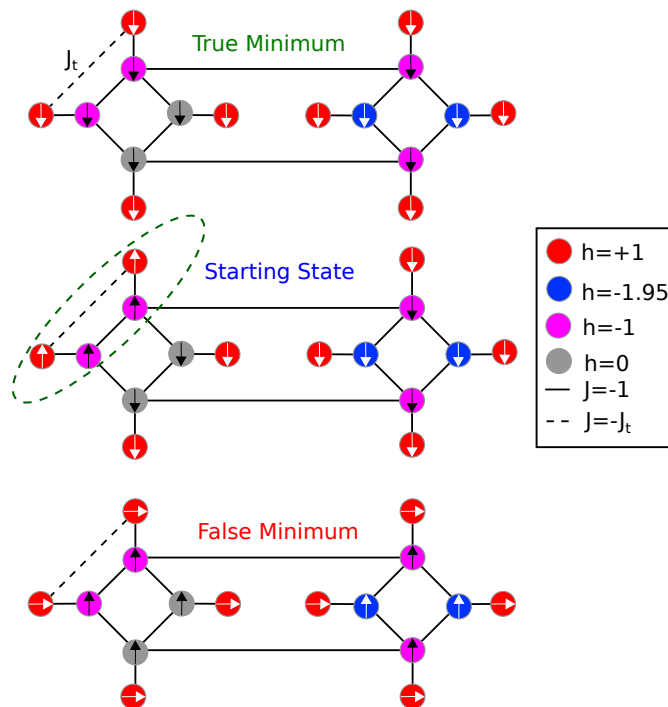 True Minimum
Jₜ
Starting State
h=+1
h=-1.95
h=-1
h=0
J=-1
J=-Jₜ
False Minimum